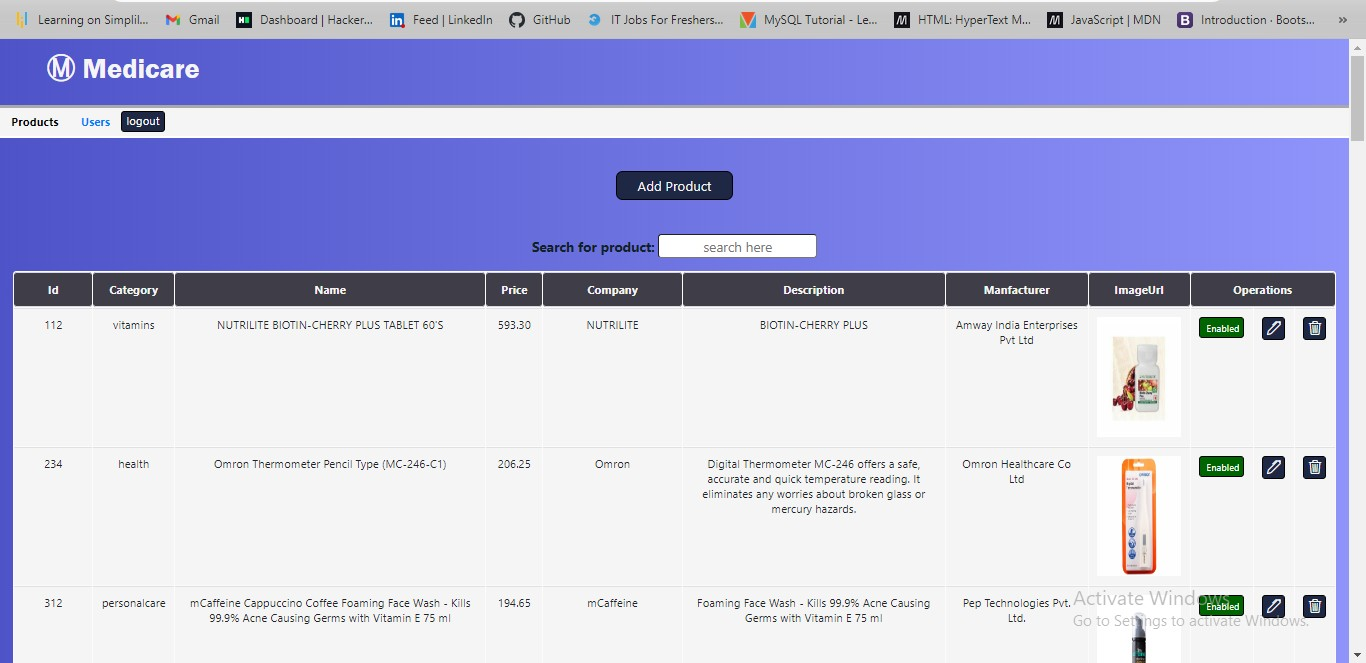 Learning on Simplil... Gmail Dashboard | Hacker... Feed | LinkedIn GitHub IT Jobs For Freshers... MySQL Tutorial - Le... HTML: HyperText M... JavaScript | MDN Introduction · Boots... »
M Medicare
Products Users logout
Add Product
Search for product: search here
Id Category Name Price Company Description Manfacturer ImageUrl Operations
112 vitamins NUTRILITE BIOTIN-CHERRY PLUS TABLET 60'S 593.30 NUTRILITE BIOTIN-CHERRY PLUS Amway India Enterprises Enabled
Pvt Ltd
234 health Omron Thermometer Pencil Type (MC-246-C1) 206.25 Omron Digital Thermometer MC-246 offers a safe, Omron Healthcare Co Enabled
accurate and quick temperature reading. It Ltd
eliminates any worries about broken glass or
mercury hazards.
312 personalcare mCaffeine Cappuccino Coffee Foaming Face Wash - Kills 194.65 mCaffeine Foaming Face Wash - Kills 99.9% Acne Causing Pep Technologies Pvt. Enabled
99.9% Acne Causing Germs with Vitamin E 75 ml Germs with Vitamin E 75 ml Ltd.
Activate Windows
Go to Settings to activate Windows.